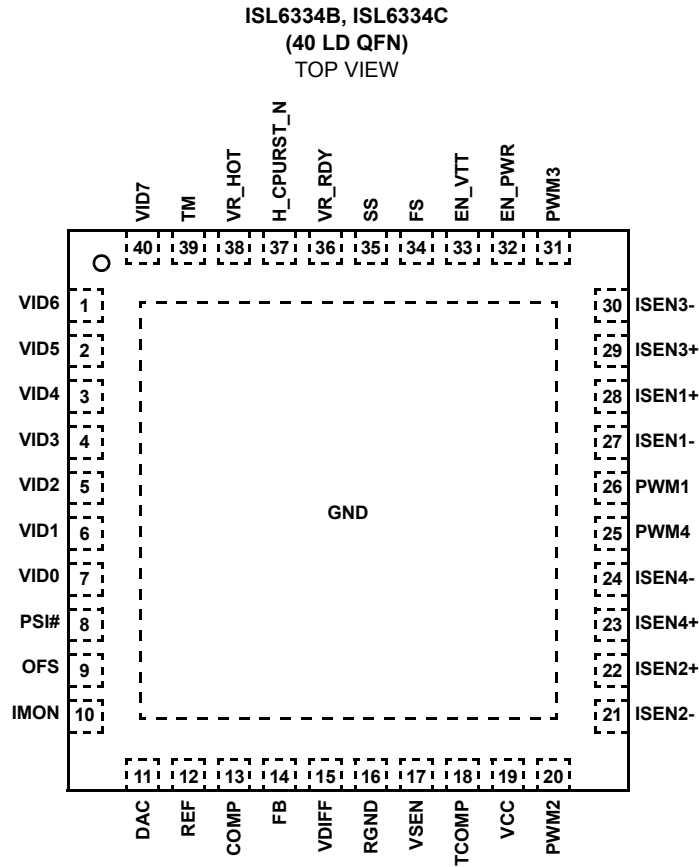 ISL6334B, ISL6334C
(40 LD QFN)
TOP VIEW
VID7
TM
VR_HOT
H_CPURST_N
VR_RDY
SS
FS
EN_VTT
EN_PWR
PWM3
40 39 38 37 36 35 34 33 32 31
VID6 1
VID5 2
VID4 3
VID3 4
VID2 5
VID1 6
VID0 7
PSI# 8
OFS 9
IMON 10
GND
30 ISEN3-
29 ISEN3+
28 ISEN1+
27 ISEN1-
26 PWM1
25 PWM4
24 ISEN4-
23 ISEN4+
22 ISEN2+
21 ISEN2-
11 12 13 14 15 16 17 18 19 20
DAC
REF
COMP
FB
VDIFF
RGND
VSEN
TCOMP
VCC
PWM2